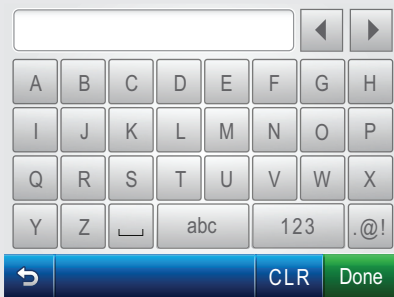 A B C D E F G H
I J K L M N O P
Q R S T U V W X
Y Z abc 123 .@!
CLR Done